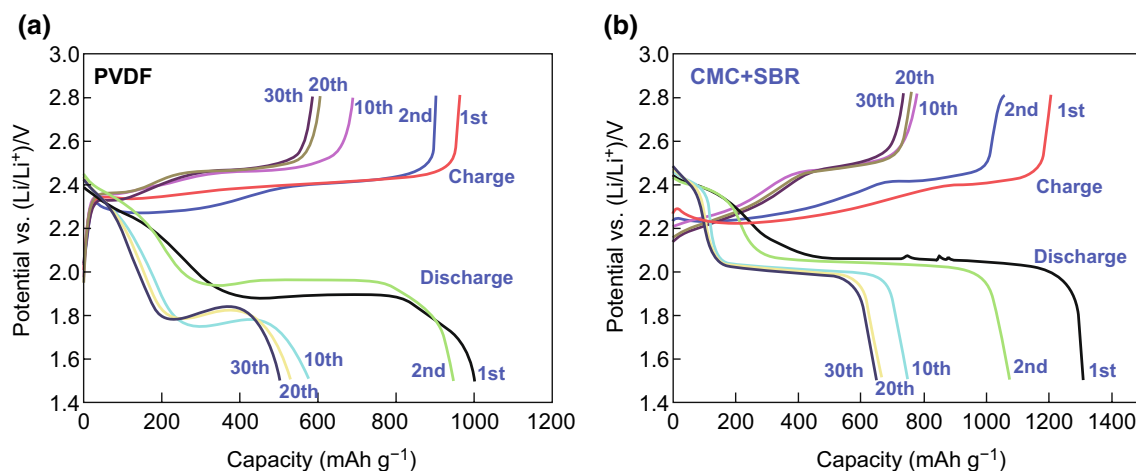 (a)
PVDF
3.0
2.8
2.6
2.4
2.2
2.0
1.8
1.6
1.4
Potential vs. (Li/Li⁺)/V
30th
20th
10th
2nd
1st
Charge
Discharge
30th
20th
10th
2nd
1st
0 200 400 600 800 1000 1200
Capacity (mAh g⁻¹)
(b)
CMC+SBR
3.0
2.8
2.6
2.4
2.2
2.0
1.8
1.6
1.4
Potential vs. (Li/Li⁺)/V
30th
20th
10th
2nd
1st
Charge
Discharge
30th
20th
10th
2nd
1st
0 200 400 600 800 1000 1200 1400
Capacity (mAh g⁻¹)